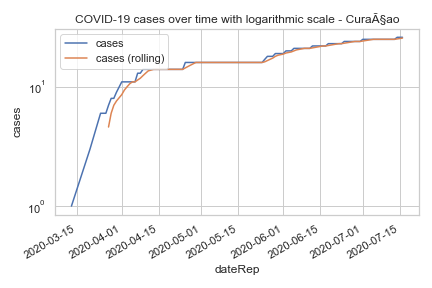 COVID-19 cases over time with logarithmic scale - CuraÃ§ao
cases
cases (rolling)
10¹
10⁰
cases
2020-03-15
2020-04-01
2020-04-15
2020-05-01
2020-05-15
2020-06-01
2020-06-15
2020-07-01
2020-07-15
dateRep